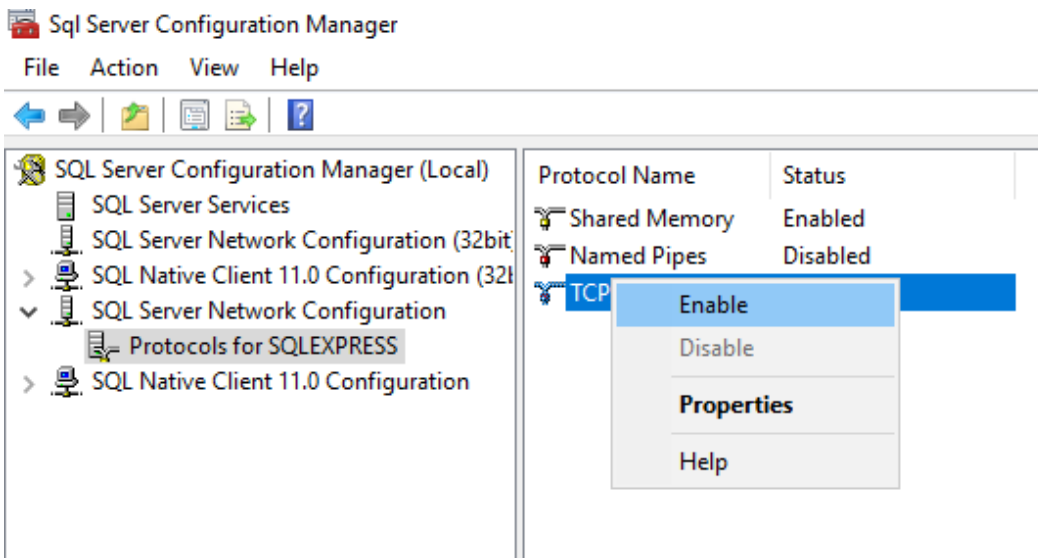 Sql Server Configuration Manager
File Action View Help
SQL Server Configuration Manager (Local)
SQL Server Services
SQL Server Network Configuration (32bit
SQL Native Client 11.0 Configuration (32b
SQL Server Network Configuration
Protocols for SQLEXPRESS
SQL Native Client 11.0 Configuration
Protocol Name Status
Shared Memory Enabled
Named Pipes Disabled
TCP
Enable
Disable
Properties
Help